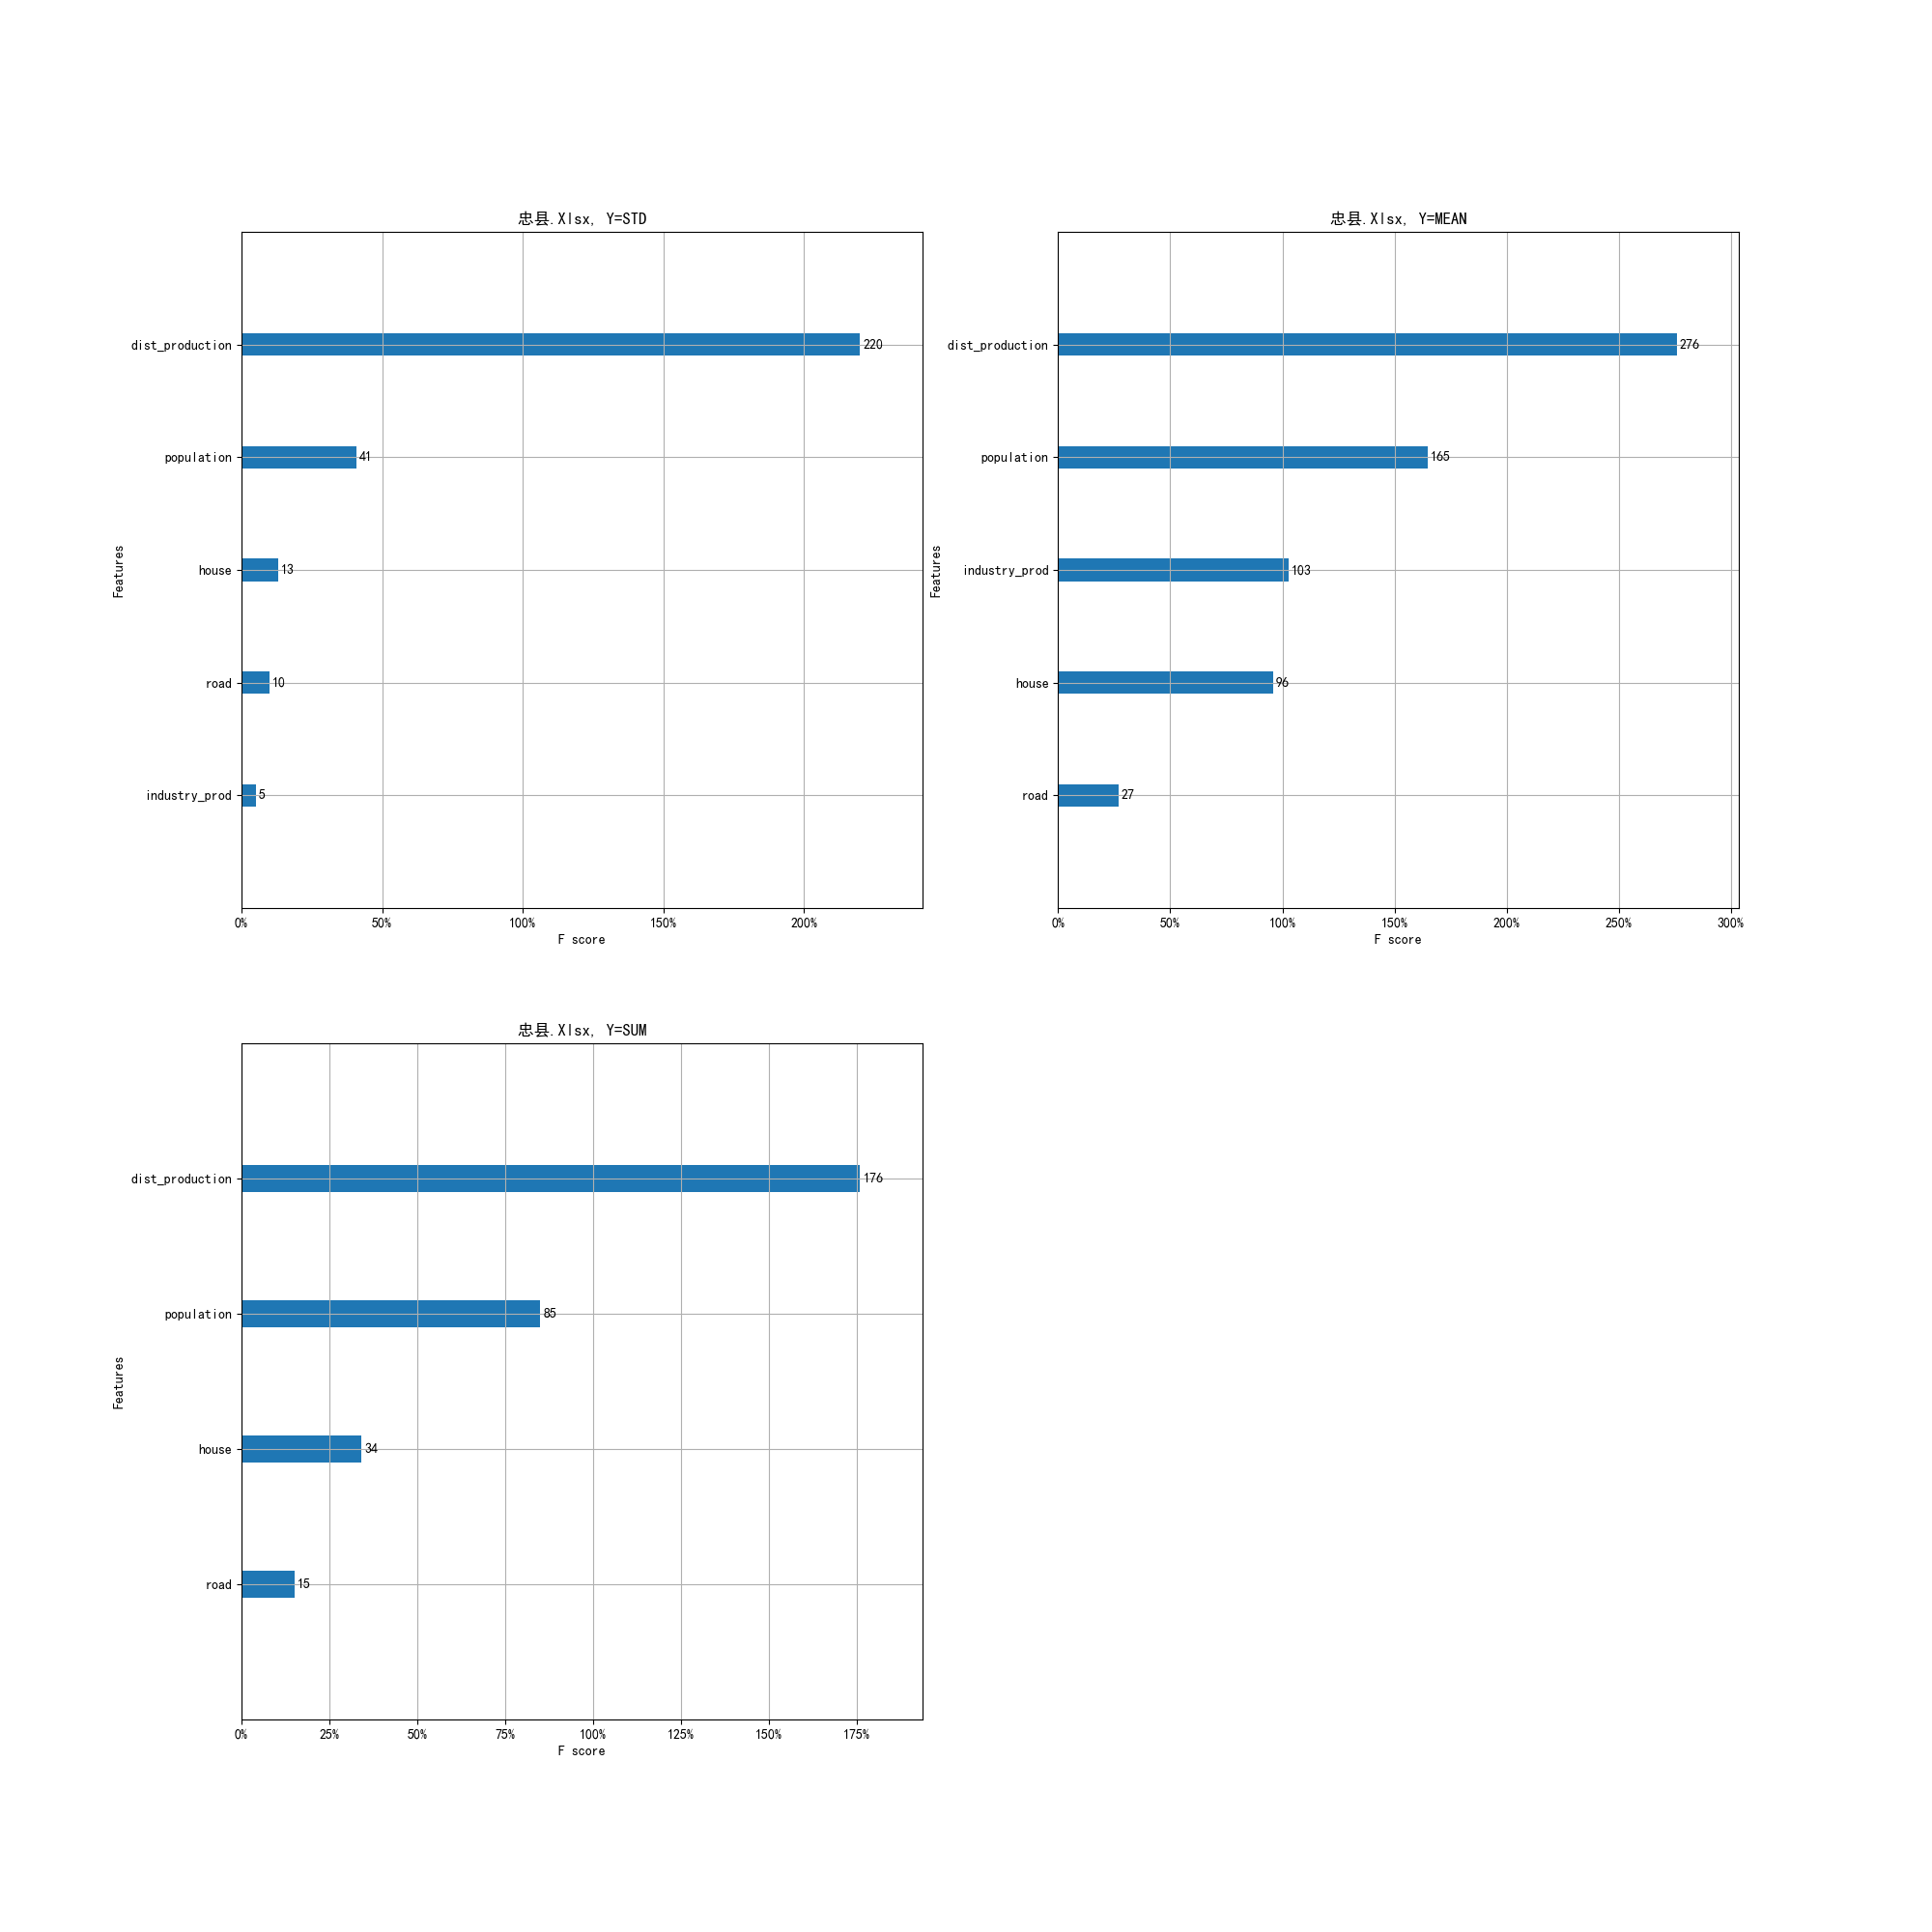 忠县.Xlsx, Y=STD
dist_production
220
population
41
house
13
road
10
industry_prod
5
Features
0% 50% 100% 150% 200%
F score
忠县.Xlsx, Y=MEAN
dist_production
276
population
165
industry_prod
103
house
96
road
27
Features
0% 50% 100% 150% 200% 250% 300%
F score
忠县.Xlsx, Y=SUM
dist_production
176
population
85
house
34
road
15
Features
0% 25% 50% 75% 100% 125% 150% 175%
F score